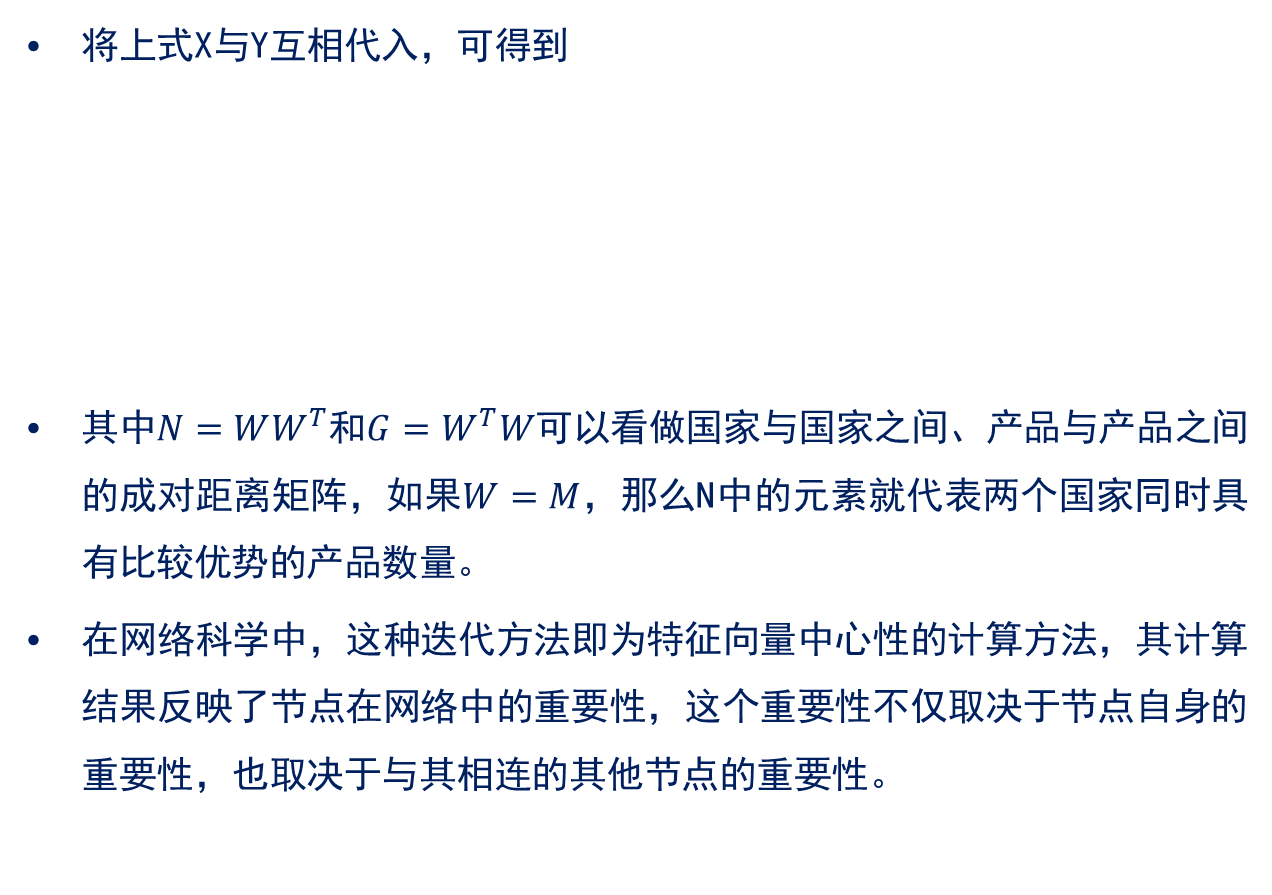 • 将上式X与Y互相代入，可得到
• 其中N = WWᵀ和G = WᵀW可以看做国家与国家之间、产品与产品之间
的成对距离矩阵，如果W = M，那么N中的元素就代表两个国家同时具
有比较优势的产品数量。
• 在网络科学中，这种迭代方法即为特征向量中心性的计算方法，其计算
结果反映了节点在网络中的重要性，这个重要性不仅取决于节点自身的
重要性，也取决于与其相连的其他节点的重要性。